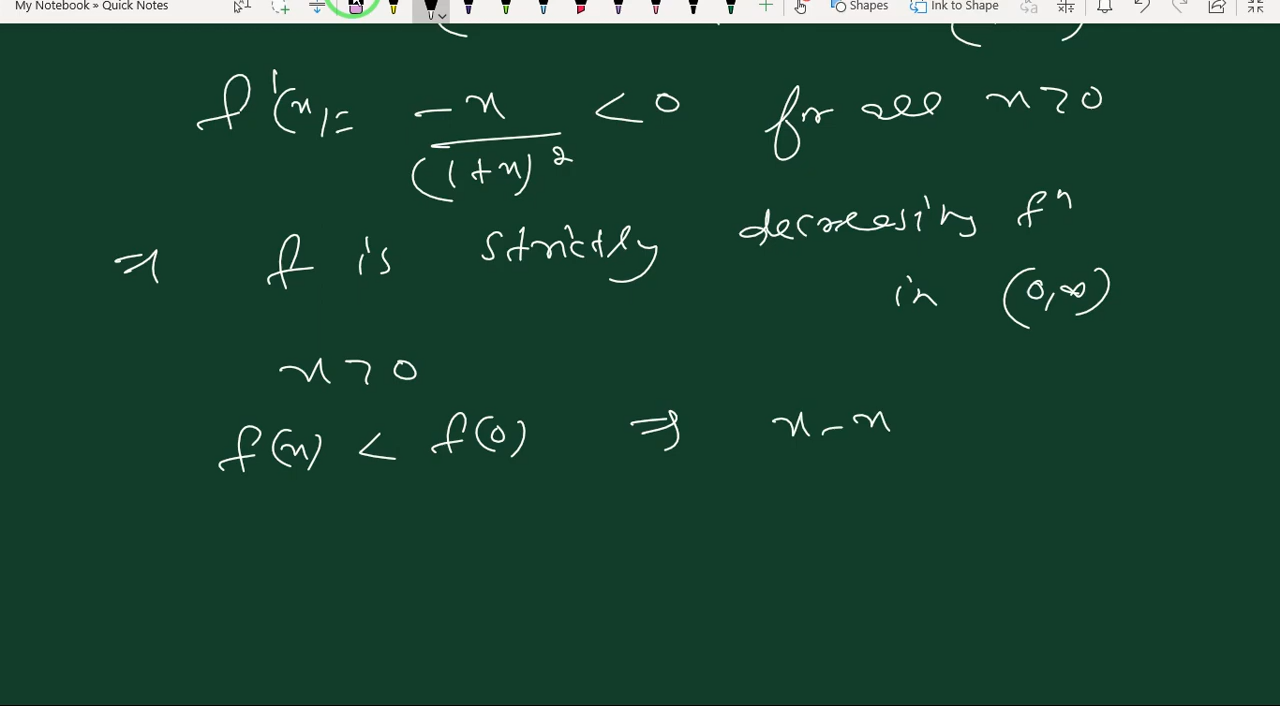 My Notebook » Quick Notes
Shapes
Ink to Shape
f'(x) = -x / (1+x)² < 0 for all x > 0
⇒ f is strictly decreasing fⁿ
in (0,∞)
x > 0
f(x) < f(0) ⇒ x - x